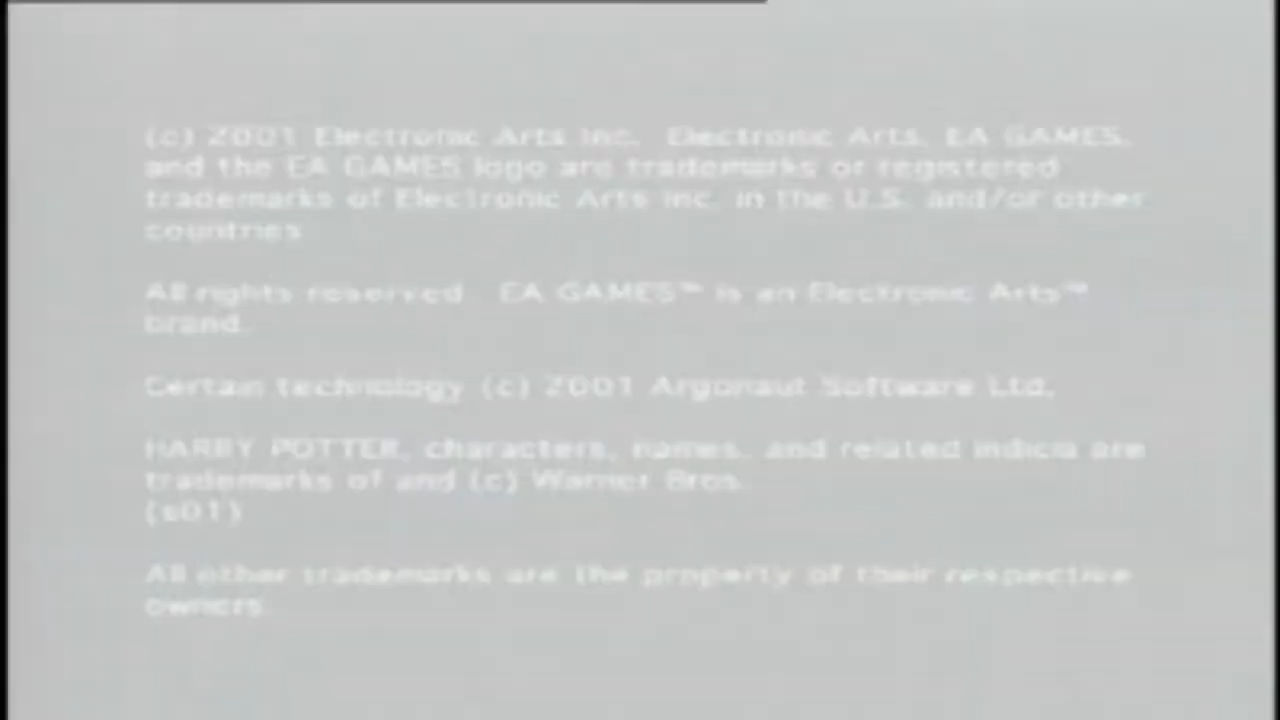 (c) 2001 Electronic Arts Inc. Electronic Arts, EA GAMES,
and the EA GAMES logo are trademarks or registered
trademarks of Electronic Arts Inc. in the U.S. and/or other
countries.
All rights reserved. EA GAMES™ is an Electronic Arts™
brand.
Certain technology (c) 2001 Argonaut Software Ltd.
HARRY POTTER, characters, names, and related indicia are
trademarks of and (c) Warner Bros.
(s01)
All other trademarks are the property of their respective
owners.